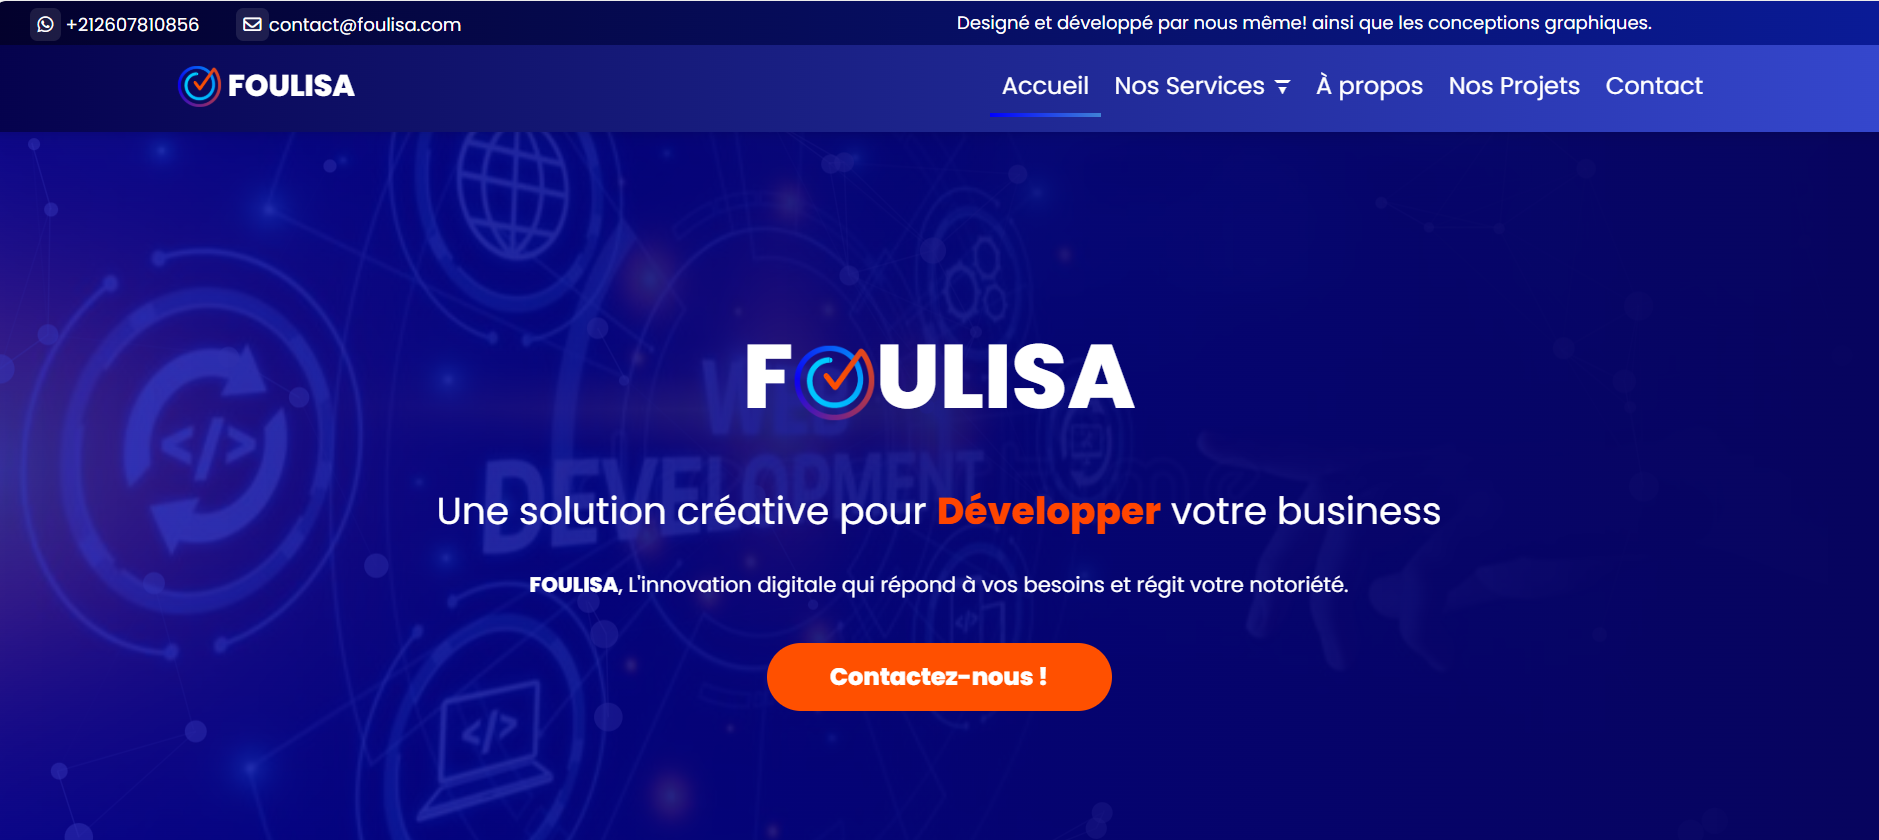 +212607810856 contact@foulisa.com Designé et développé par nous même! ainsi que les conceptions graphiques.
FOULISA Accueil Nos Services À propos Nos Projets Contact
FOULISA
WEB
DEVELOPMENT
Une solution créative pour Développer votre business
FOULISA, L'innovation digitale qui répond à vos besoins et régit votre notoriété.
</>
Contactez-nous !
</>